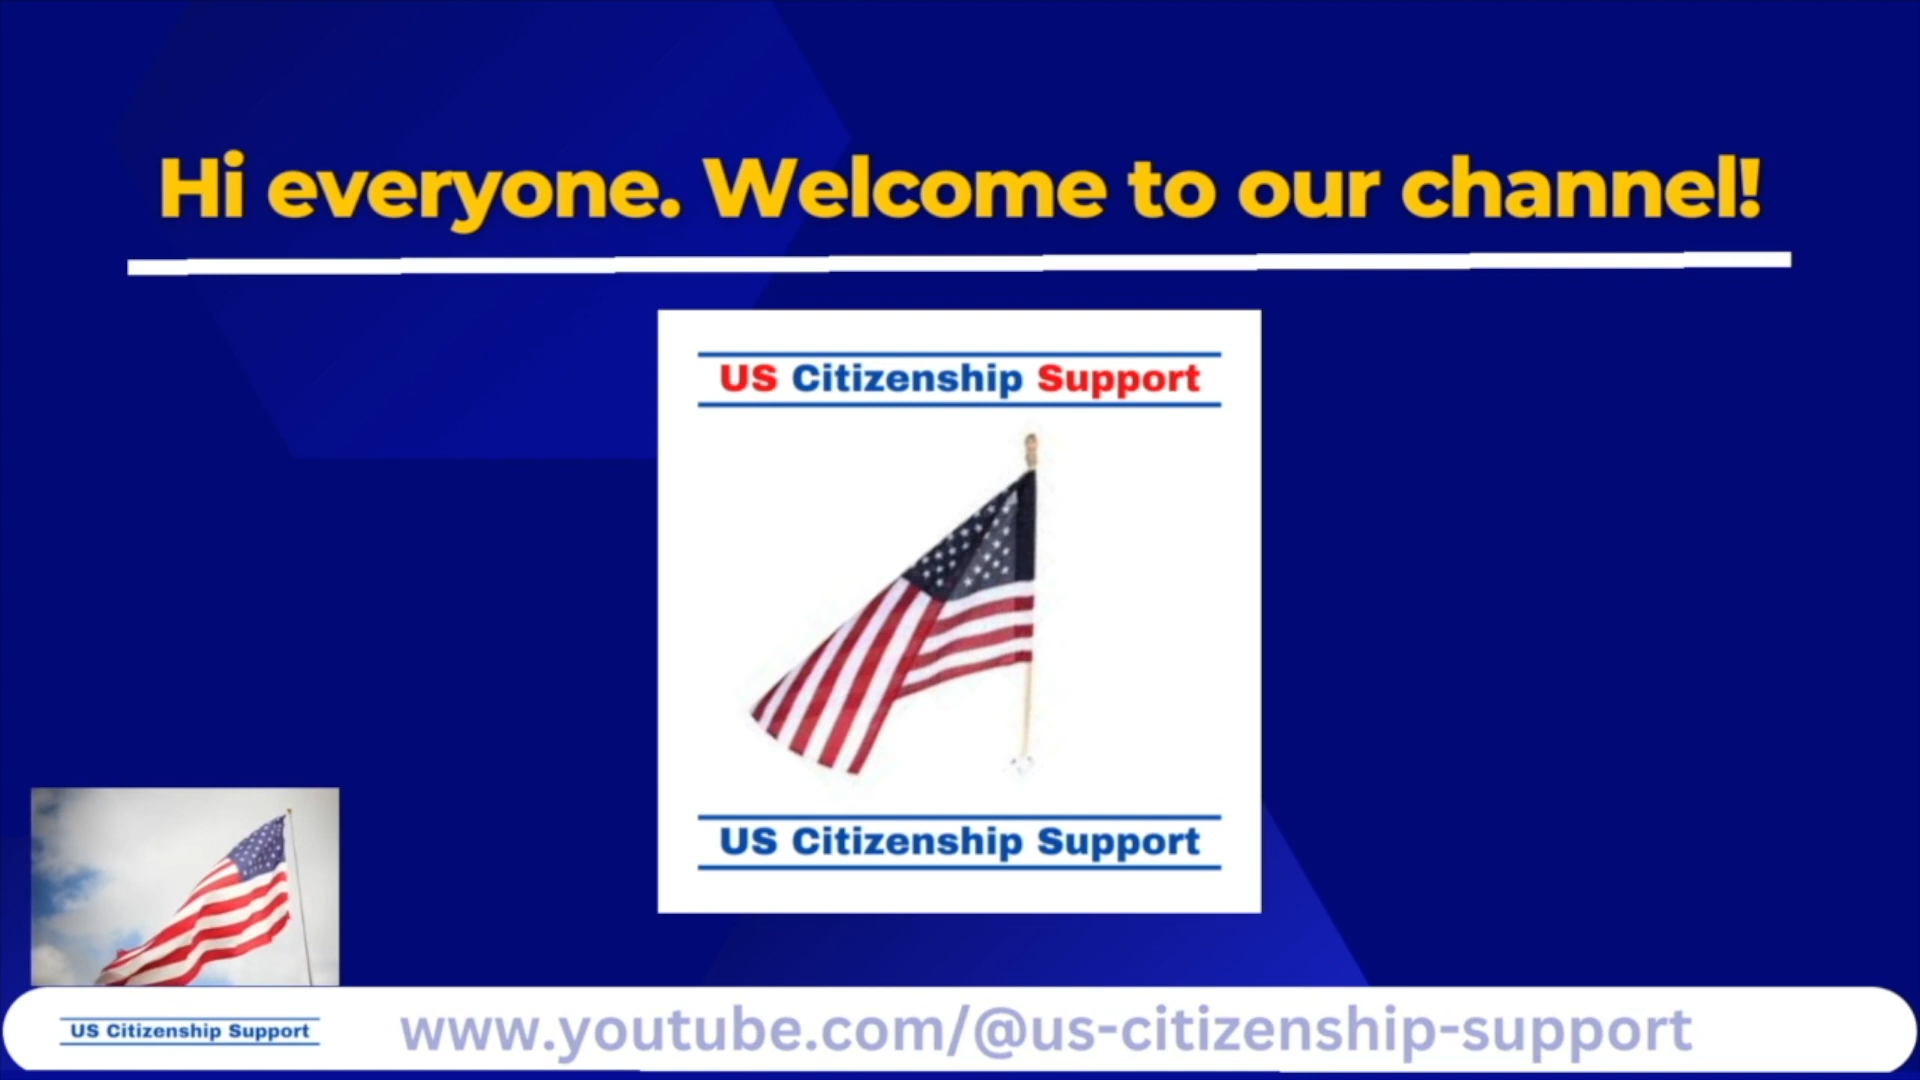 Hi everyone. Welcome to our channel!
US Citizenship Support
US Citizenship Support
US Citizenship Support
www.youtube.com/@us-citizenship-support